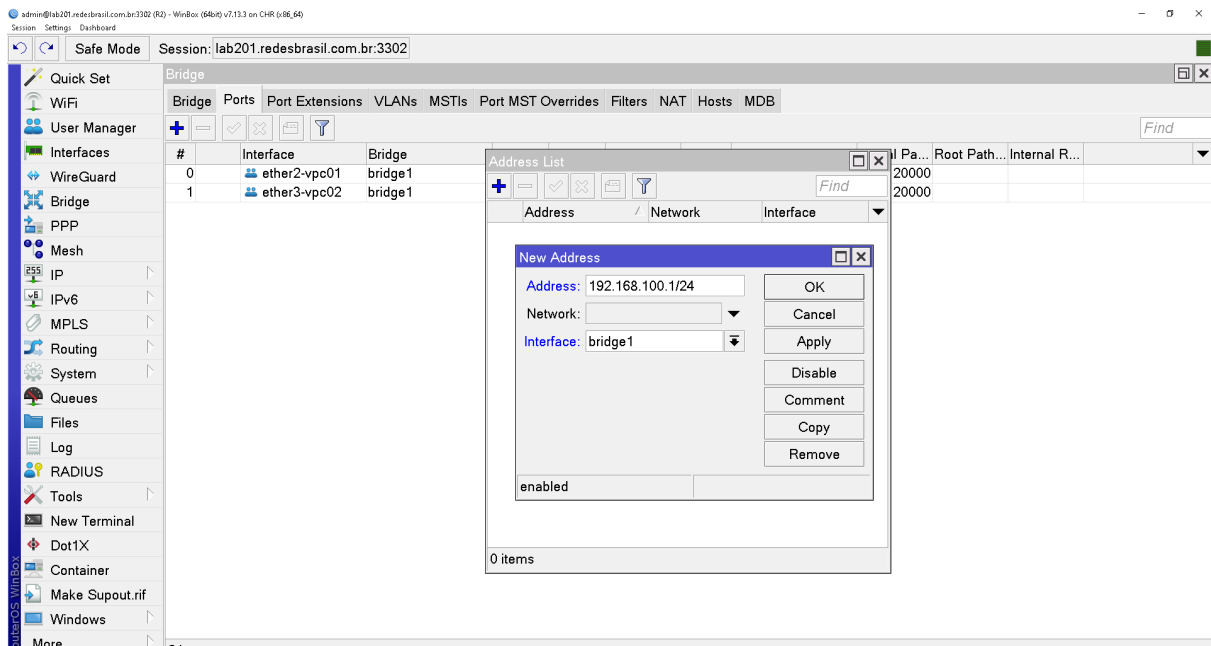 admin@lab201.redesbrasil.com.br:3302 (R2) - WinBox (64bit) v7.13.3 on CHR (x86_64)
Session Settings Dashboard
Safe Mode Session: lab201.redesbrasil.com.br:3302
Quick Set
WiFi
User Manager
Interfaces
WireGuard
Bridge
PPP
Mesh
IP
IPv6
MPLS
Routing
System
Queues
Files
Log
RADIUS
Tools
New Terminal
Dot1X
Container
Make Supout.rif
Windows
More
RouterOS WinBox
Bridge
Bridge Ports Port Extensions VLANs MSTIs Port MST Overrides Filters NAT Hosts MDB
Find
# Interface Bridge al Pa... Root Path... Internal R...
0 ether2-vpc01 bridge1 20000
1 ether3-vpc02 bridge1 20000
Address List
Find
Address Network Interface
New Address
Address: 192.168.100.1/24 OK
Network: Cancel
Interface: bridge1 Apply
Disable
Comment
Copy
Remove
enabled
0 items